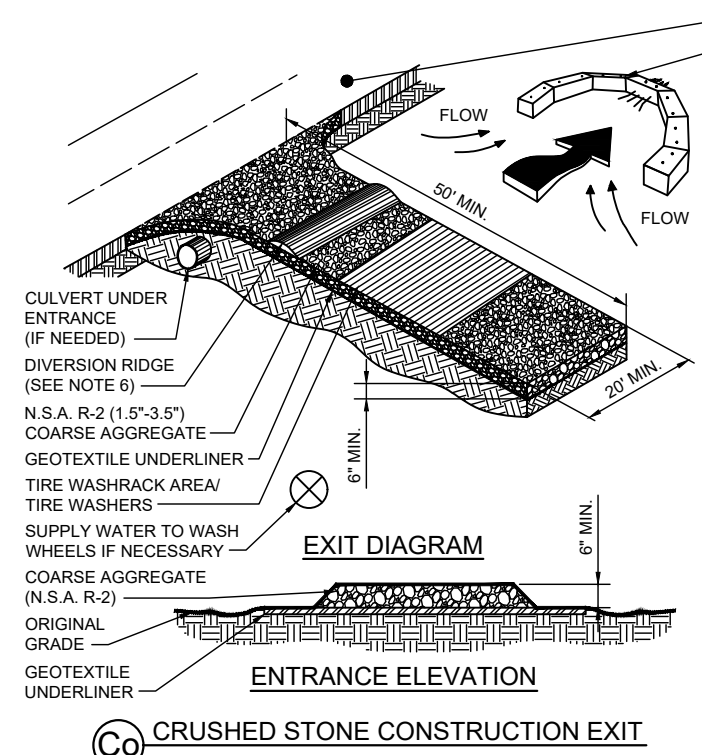 FLOW
50' MIN.
FLOW
CULVERT UNDER
ENTRANCE
(IF NEEDED)
DIVERSION RIDGE
(SEE NOTE 6)
N.S.A. R-2 (1.5"-3.5")
COARSE AGGREGATE
GEOTEXTILE UNDERLINER
TIRE WASHRACK AREA/
TIRE WASHERS
SUPPLY WATER TO WASH
WHEELS IF NECESSARY
20' MIN.
6" MIN.
EXIT DIAGRAM
6" MIN.
COARSE AGGREGATE
(N.S.A. R-2)
ORIGINAL
GRADE
GEOTEXTILE
UNDERLINER
ENTRANCE ELEVATION
Co CRUSHED STONE CONSTRUCTION EXIT